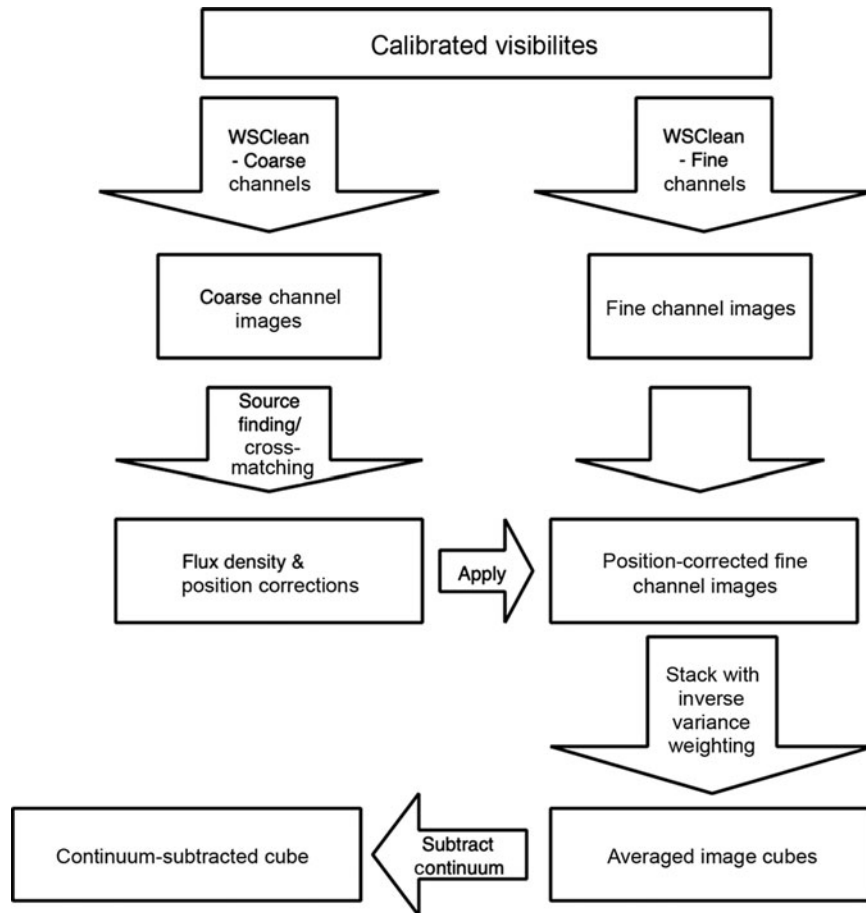 Calibrated visibilites
WSClean
- Coarse
channels
WSClean
- Fine
channels
Coarse channel
images
Fine channel images
Source
finding/
cross-
matching
Flux density &
position corrections
Apply
Position-corrected fine
channel images
Stack with
inverse
variance
weighting
Continuum-subtracted cube
Subtract
continuum
Averaged image cubes